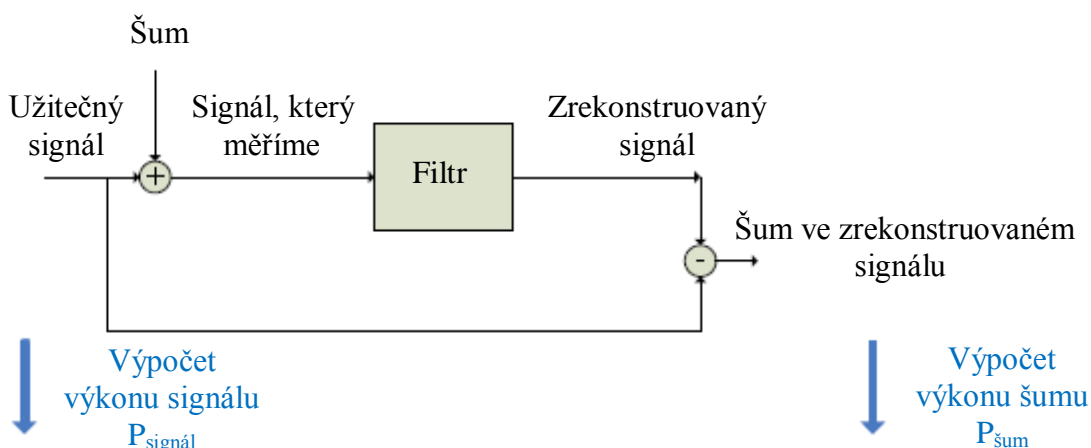 Šum
Užitečný
signál
Signál, který
měříme
+
Filtr
Zrekonstruovaný
signál
-
Šum ve zrekonstruovaném
signálu
Výpočet
výkonu signálu
Psignál
Výpočet
výkonu šumu
Pšum